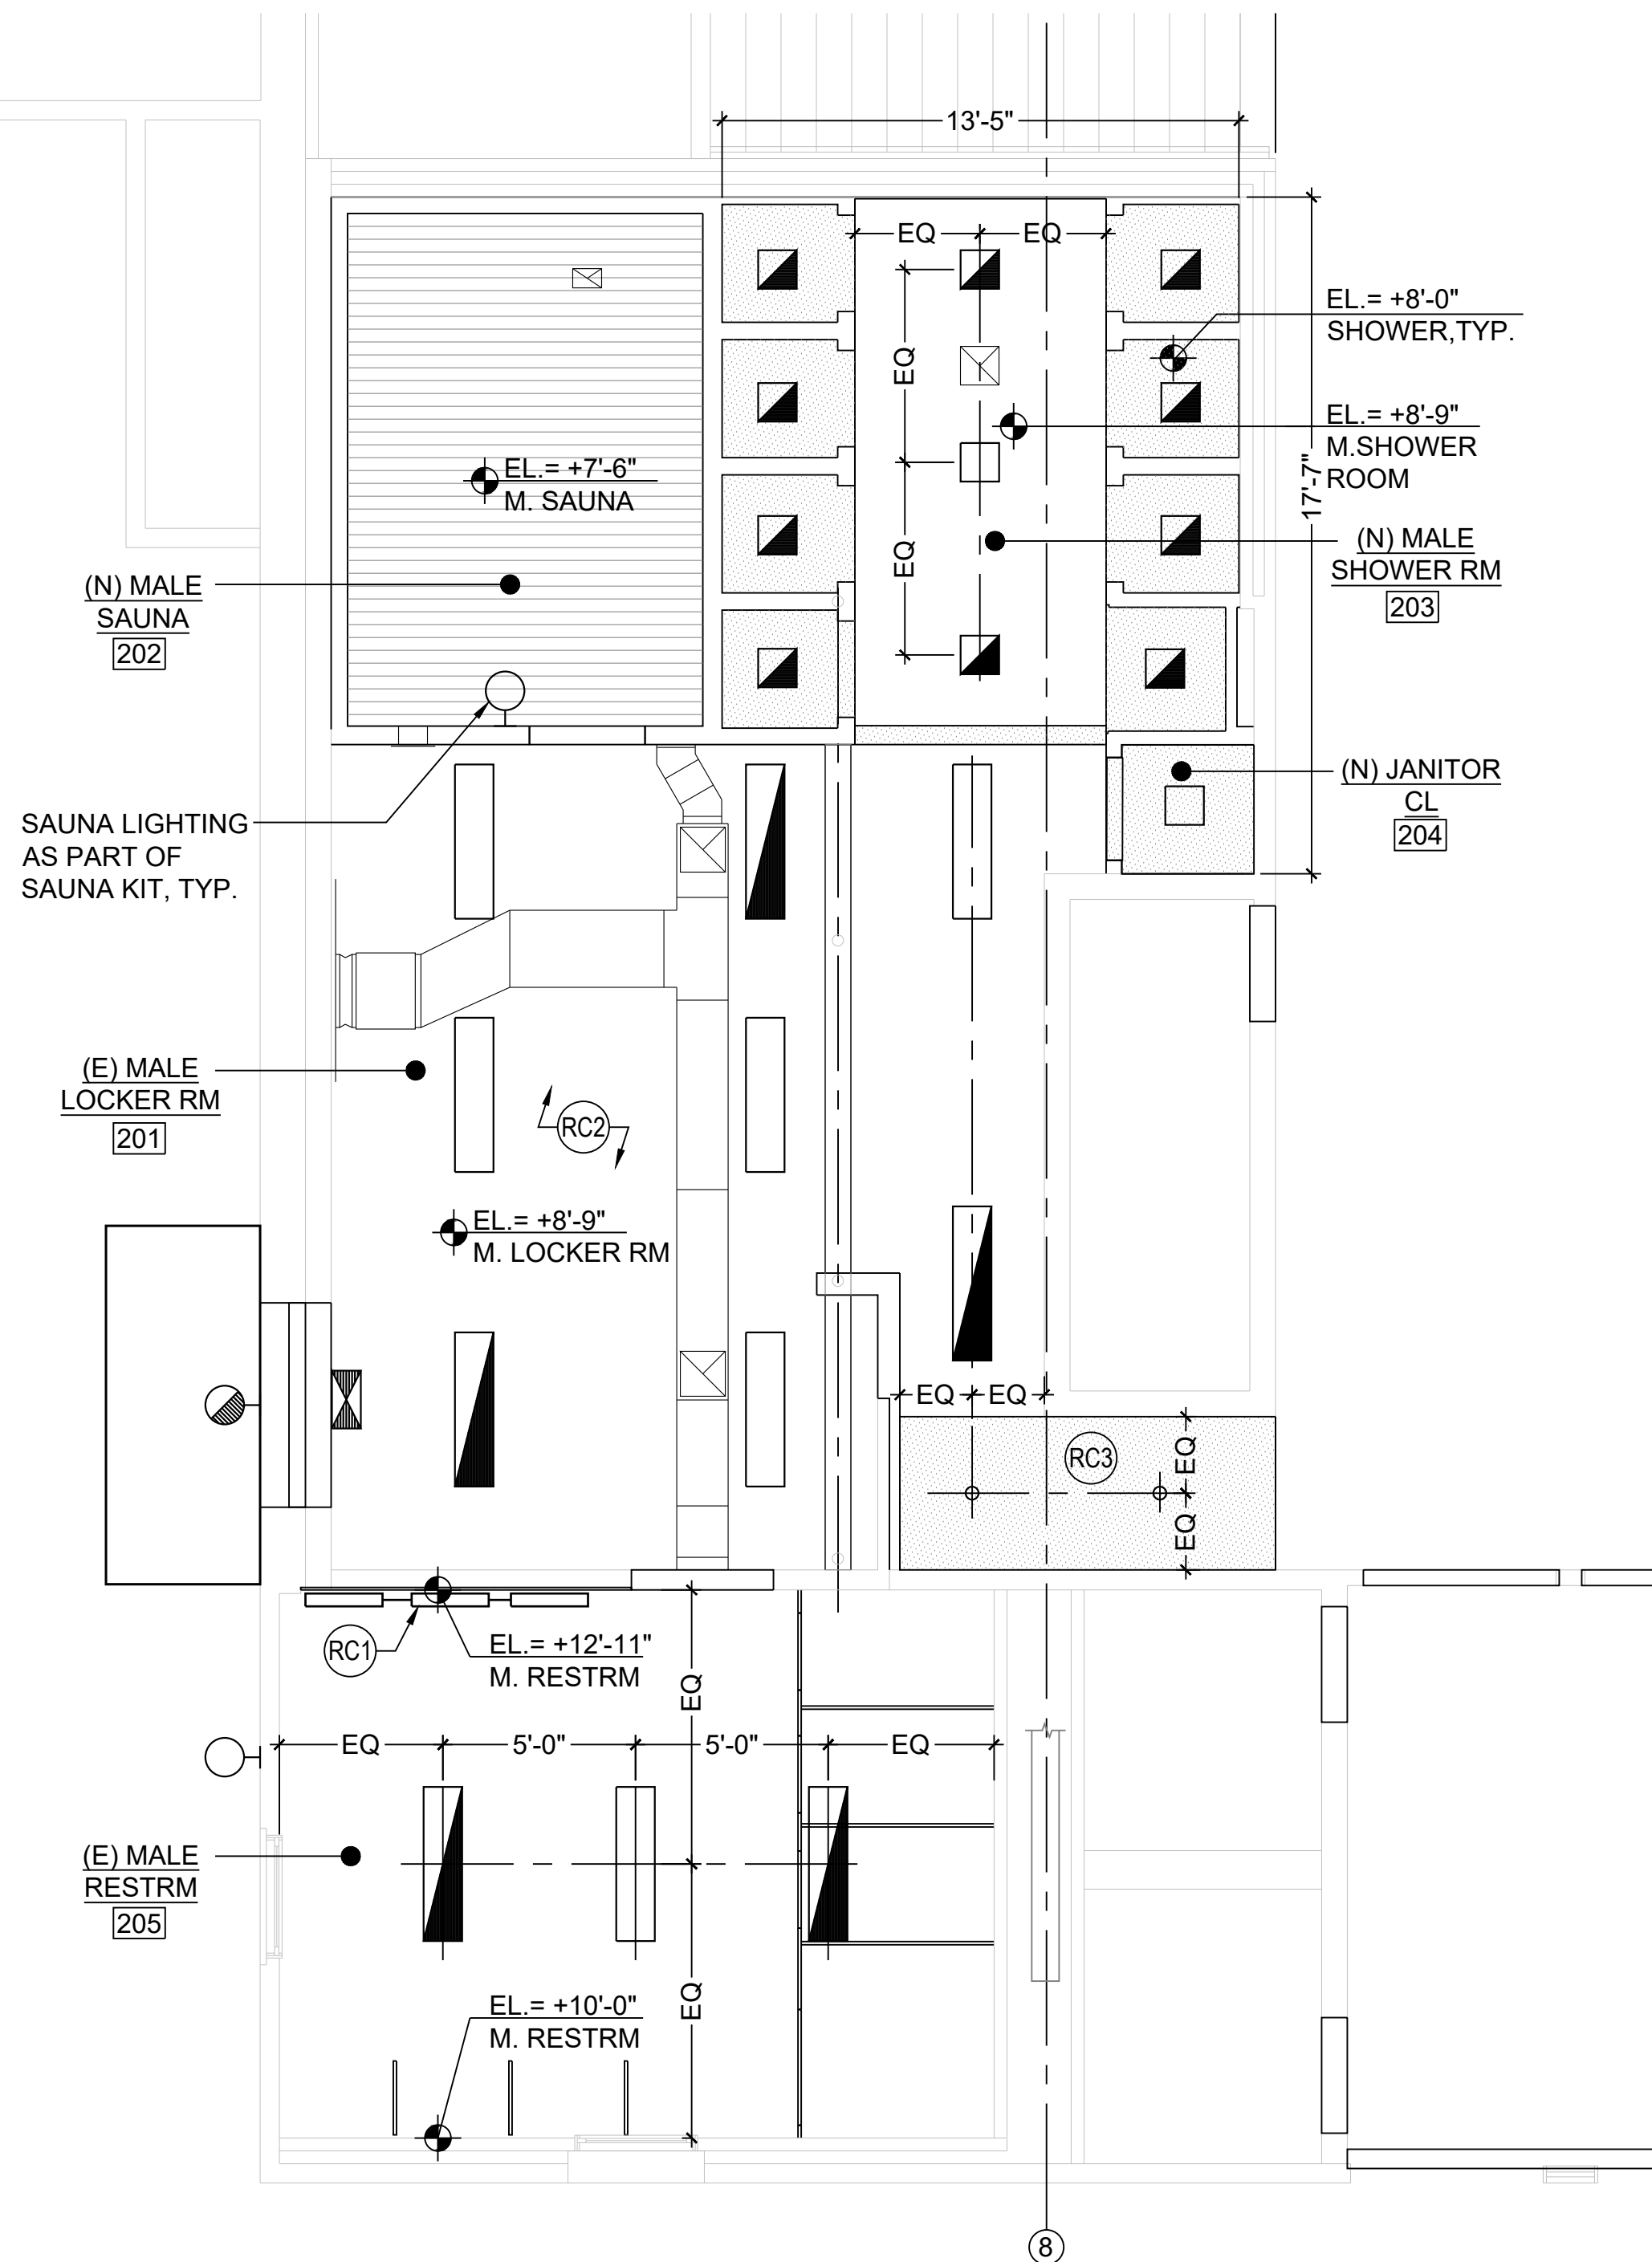 13'-5"
EQ
EQ
EL.= +8'-0"
SHOWER,TYP.
EQ
EL.= +8'-9"
M.SHOWER
ROOM
17'-7"
EL.= +7'-6"
M. SAUNA
EQ
(N) MALE
SHOWER RM
203
(N) MALE
SAUNA
202
(N) JANITOR
CL
204
SAUNA LIGHTING
AS PART OF
SAUNA KIT, TYP.
(E) MALE
LOCKER RM
201
RC2
EL.= +8'-9"
M. LOCKER RM
EQ
EQ
RC3
EQ
EQ
RC1
EL.= +12'-11"
M. RESTRM
EQ
EQ
5'-0"
5'-0"
EQ
(E) MALE
RESTRM
205
EQ
EL.= +10'-0"
M. RESTRM
8